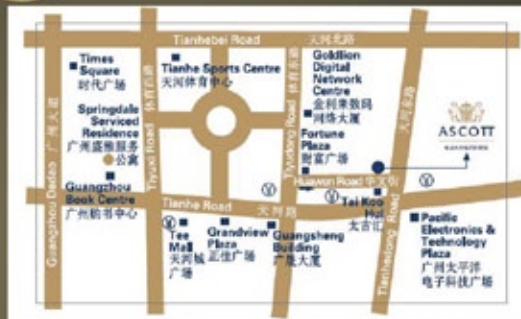 Tianhebei Road 天河北路
Times
Square
时代广场
Tianhe Sports Centre
天河体育中心
Goldlion
Digital
Network
Centre
金利来数码
网络大厦
Springdale
Serviced
Residence
广州盛雅服务
公寓
Guangzhou Dadao 广州大道
Tiyuxi Road 体育西路
Tiyudong Road 体育东路
天河东路
Tianhedong Road
ASCOTT
Fortune
Plaza
财富广场
Huawen Road 华文街
Guangzhou
Book Centre
广州购书中心
Tianhe Road 天河路
Tai Koo
Hui
太古汇
Tee
Mall
天河城
广场
Grandview
Plaza
正佳广场
Guangsheng
Building
广晟大厦
Pacific
Electronics &
Technology
Plaza
广州太平洋
电子科技广场